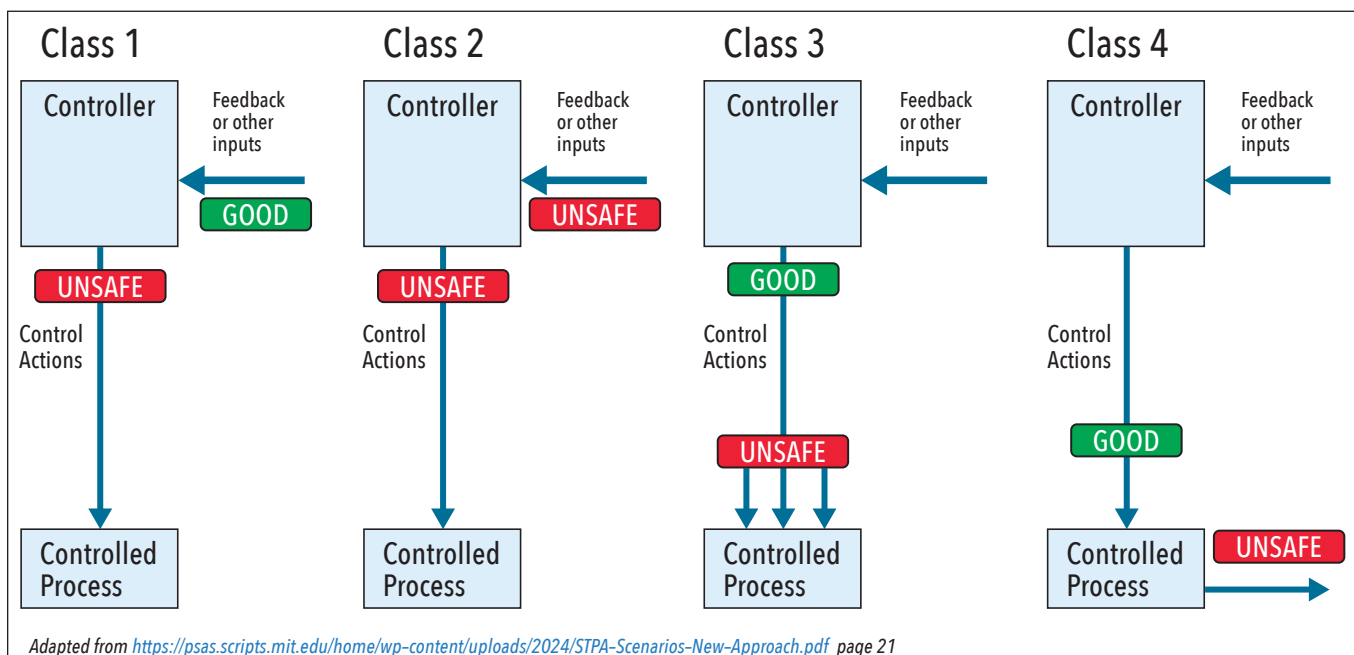 Class 1
Controller
Feedback
or other
inputs
GOOD
UNSAFE
Control
Actions
Controlled
Process
Class 2
Controller
Feedback
or other
inputs
UNSAFE
UNSAFE
Control
Actions
Controlled
Process
Class 3
Controller
Feedback
or other
inputs
GOOD
Control
Actions
UNSAFE
Controlled
Process
Class 4
Controller
Feedback
or other
inputs
Control
Actions
GOOD
Controlled
Process
UNSAFE
Adapted from https://psas.scripts.mit.edu/home/wp-content/uploads/2024/STPA-Scenarios-New-Approach.pdf page 21